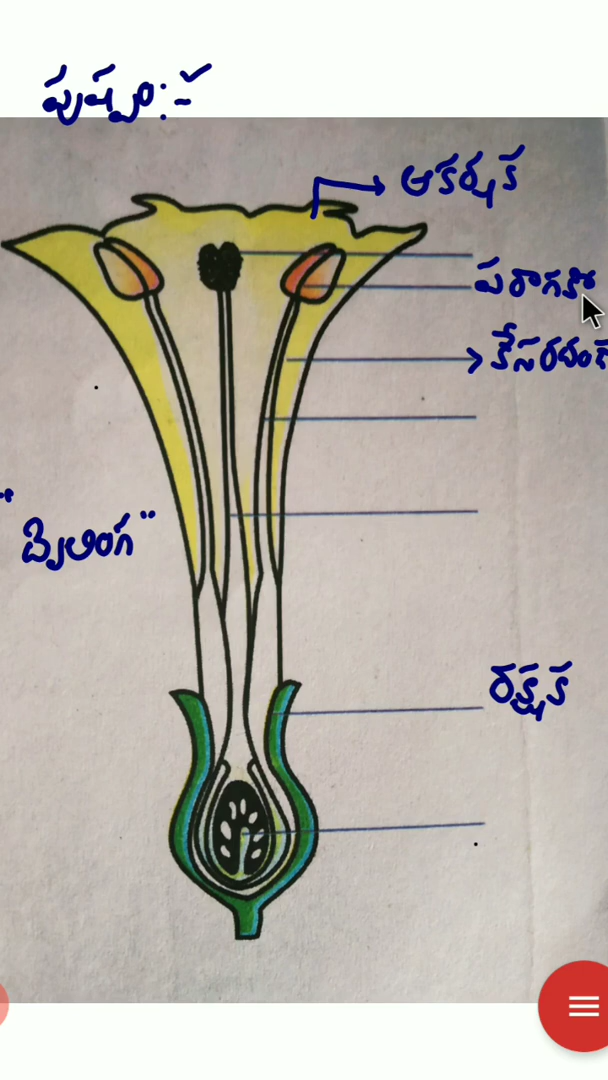 పుష్పం :-
ఆకర్షక
పరాగకో
కేసరదం
"ద్విలింగ"
రక్షక